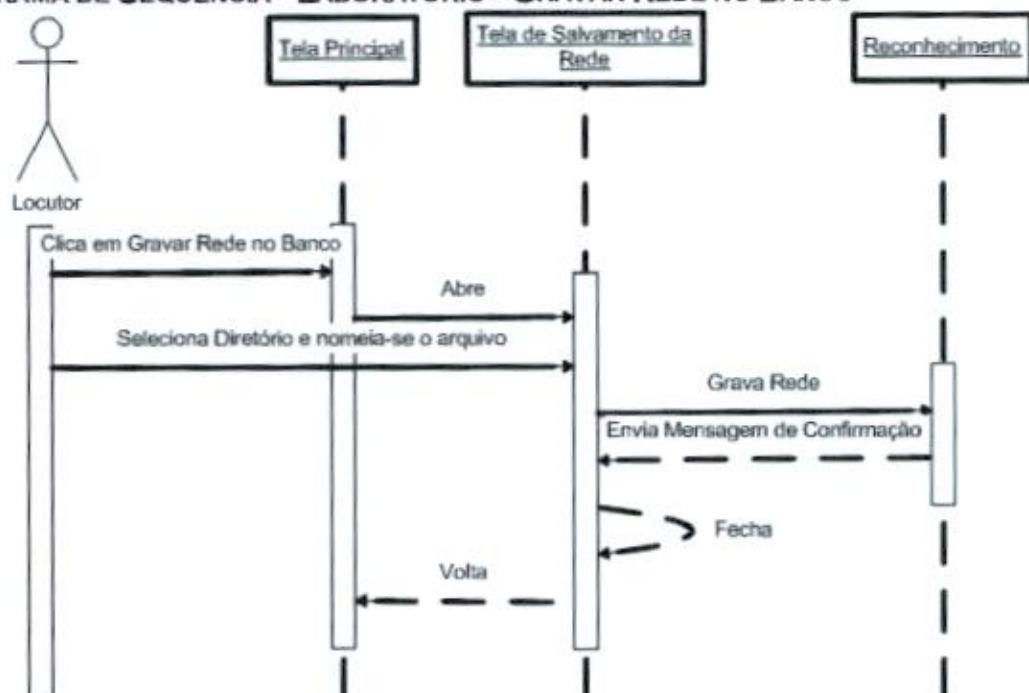 Tela Principal
Tela de Salvamento da
Rede
Reconhecimento
Locutor
Clica em Gravar Rede no Banco
Abre
Seleciona Diretório e nomeia-se o arquivo
Grava Rede
Envia Mensagem de Confirmação
Fecha
Volta